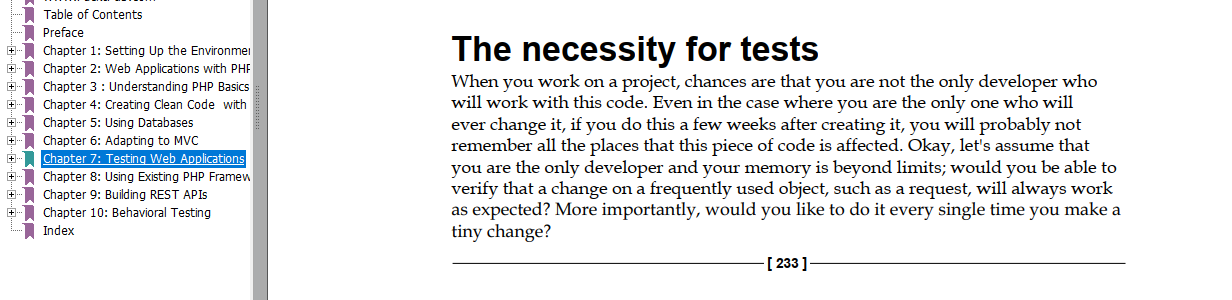 Table of Contents
Preface
Chapter 1: Setting Up the Environmen
Chapter 2: Web Applications with PHP
Chapter 3 : Understanding PHP Basics
Chapter 4: Creating Clean Code  with
Chapter 5: Using Databases
Chapter 6: Adapting to MVC
Chapter 7: Testing Web Applications
Chapter 8: Using Existing PHP Framew
Chapter 9: Building REST APIs
Chapter 10: Behavioral Testing
Index
The necessity for tests
When you work on a project, chances are that you are not the only developer who
will work with this code. Even in the case where you are the only one who will
ever change it, if you do this a few weeks after creating it, you will probably not
remember all the places that this piece of code is affected. Okay, let's assume that
you are the only developer and your memory is beyond limits; would you be able to
verify that a change on a frequently used object, such as a request, will always work
as expected? More importantly, would you like to do it every single time you make a
tiny change?
[ 233 ]